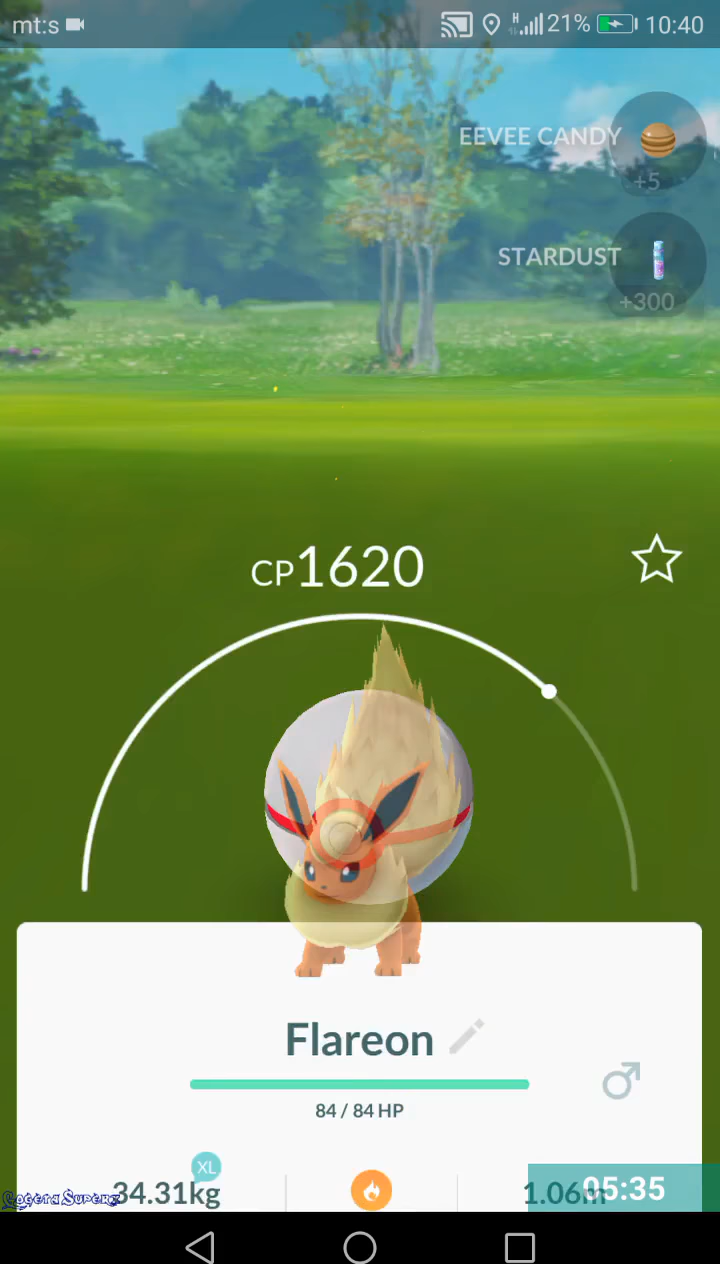 mt:s
H 21% 10:40
EEVEE CANDY
+5
STARDUST
+300
CP1620
Flareon
84 / 84 HP
XL
34.31kg
1.06m
05:35